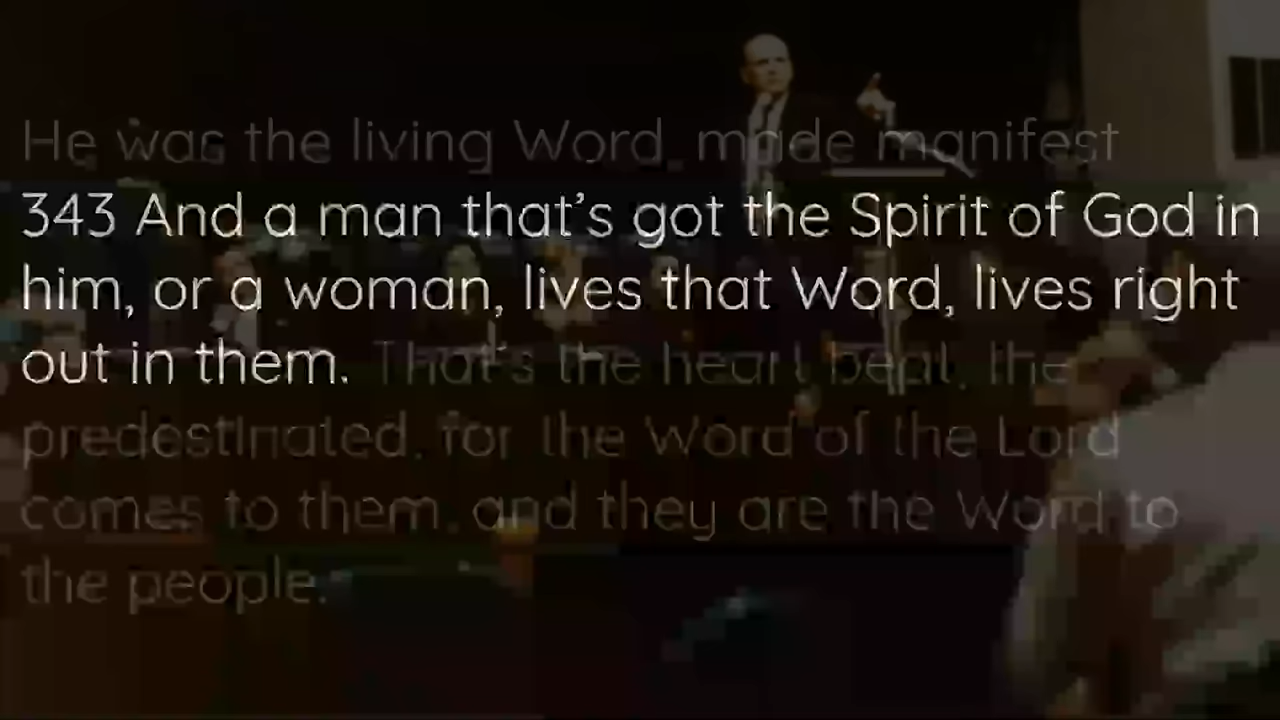 He was the living Word, made manifest
343 And a man that’s got the Spirit of God in
him, or a woman, lives that Word, lives right
out in them. That’s the heart beat, the
predestinated, for the Word of the Lord
comes to them, and they are the Word to
the people.